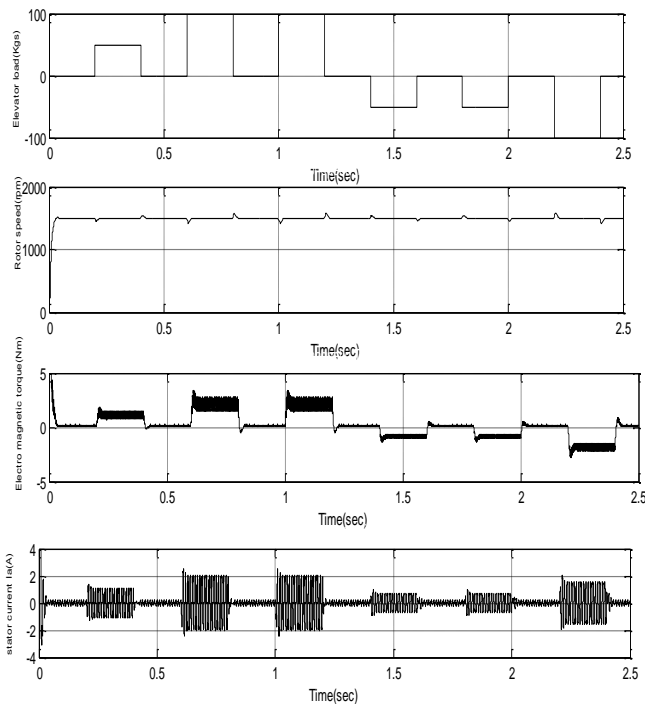 100
0
-100
Elevator load(Kgs)
0 0.5 1 1.5 2 2.5
Time(sec)
2000
1000
0
Rotor speed(rpm)
0 0.5 1 1.5 2 2.5
Time(sec)
5
0
-5
Electro magnetic torque(Nm)
0 0.5 1 1.5 2 2.5
Time(sec)
4
2
0
-2
-4
stator current Ia(A)
0 0.5 1 1.5 2 2.5
Time(sec)